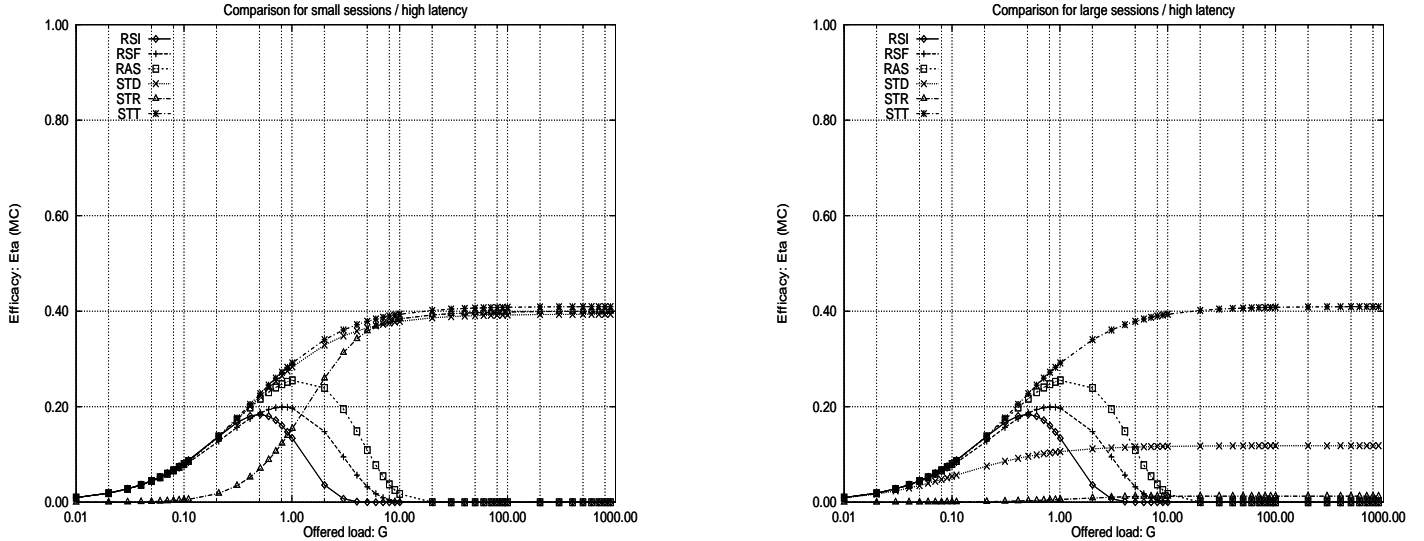 Comparison for small sessions / high latency
Efficacy: Eta (MC)
1.00
0.80
0.60
0.40
0.20
0.00
RSI
RSF
RAS
STD
STR
STT
0.01
0.10
1.00
10.00
100.00
1000.00
Offered load: G
Comparison for large sessions / high latency
Efficacy: Eta (MC)
1.00
0.80
0.60
0.40
0.20
0.00
RSI
RSF
RAS
STD
STR
STT
0.01
0.10
1.00
10.00
100.00
1000.00
Offered load: G